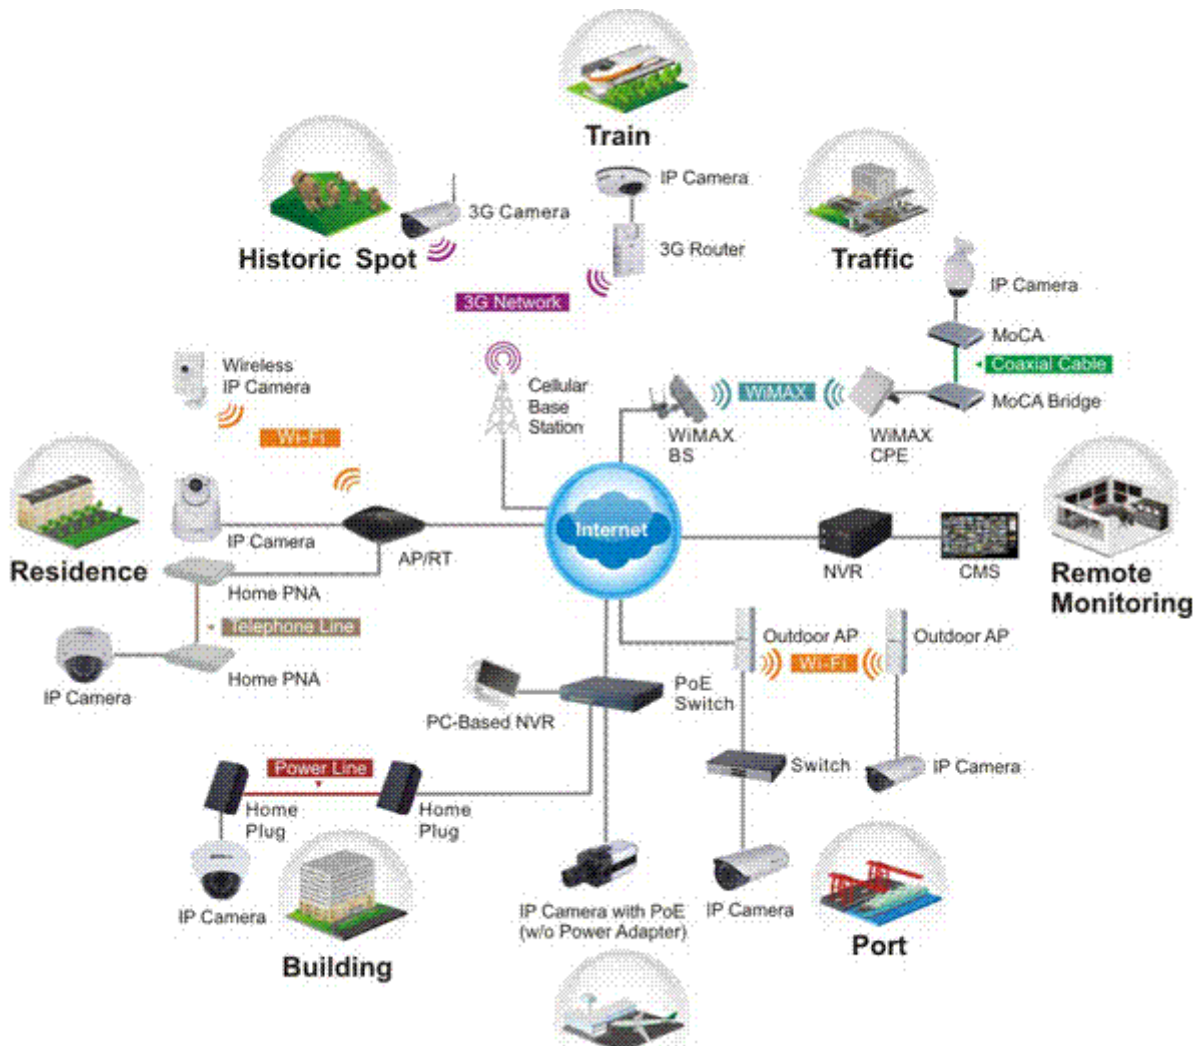 Train
IP Camera
3G Camera
3G Router
Historic Spot
Traffic
IP Camera
3G Network
MoCA
Wireless
IP Camera
Coaxial Cable
Cellular
Base
Station
WiMAX
MoCA Bridge
Wi-Fi
WiMAX
BS
WiMAX
CPE
Internet
IP Camera
AP/RT
NVR
CMS
Residence
Remote
Monitoring
Home PNA
Telephone Line
Outdoor AP
Outdoor AP
Wi-Fi
Home PNA
IP Camera
PoE
Switch
PC-Based NVR
Power Line
Switch
IP Camera
Home
Plug
Home
Plug
IP Camera
IP Camera with PoE
(w/o Power Adapter)
IP Camera
Port
Building